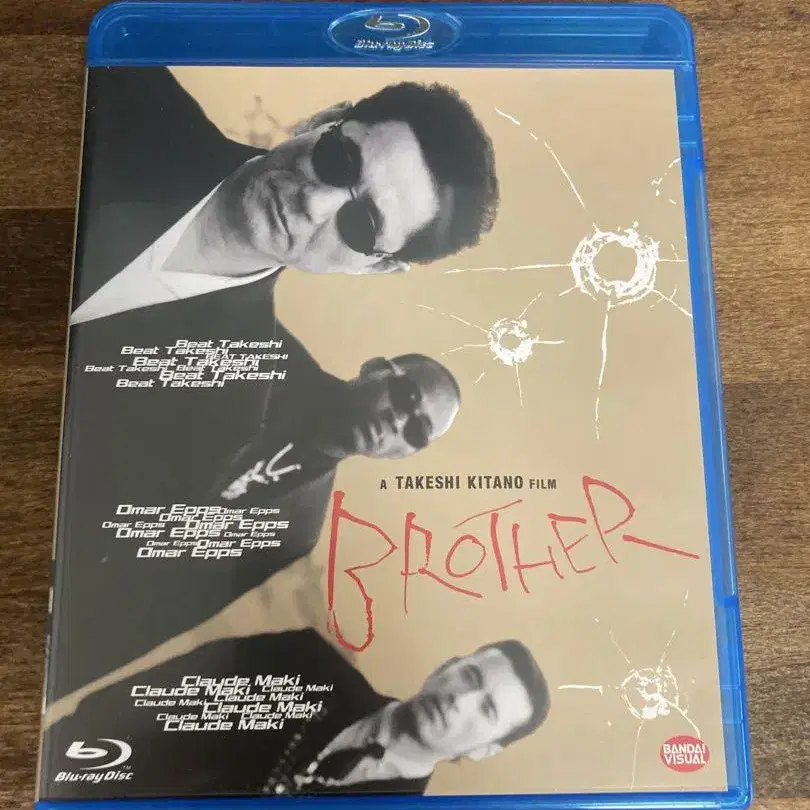 Blu-ray Disc
Beat Takeshi
Beat Takeshi
BEAT TAKESHI
Beat Takeshi
Beat Takeshi Beat Takeshi
Beat Takeshi
Beat Takeshi
A TAKESHI KITANO FILM
BROTHER
Omar Epps Omar Epps
Omar Epps
Omar Epps Omar Epps
Omar Epps Omar Epps
Omar Epps Omar Epps
Omar Epps
Claude Maki
Claude Maki Claude Maki
Claude Maki
Claude Maki
Claude Maki
Claude Maki Claude Maki
Claude Maki
Blu-ray Disc
TM
BANDAI
VISUAL